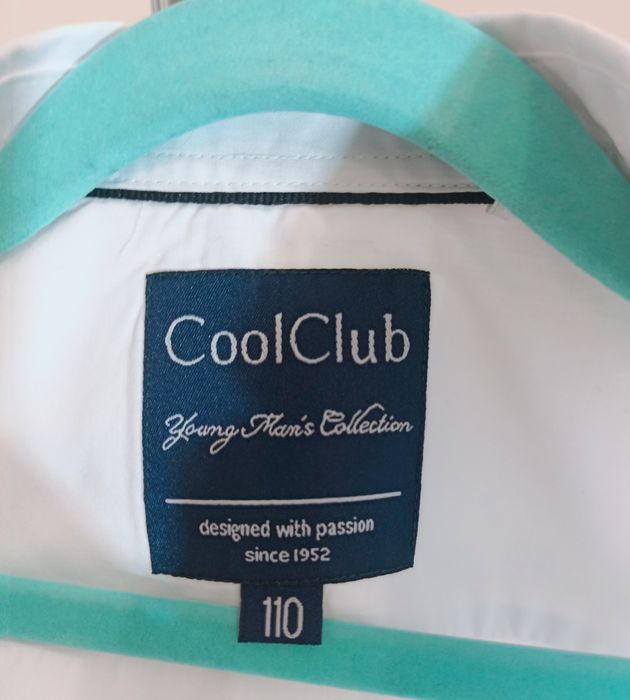 CoolClub
Young Man's Collection
designed with passion
since 1952
110